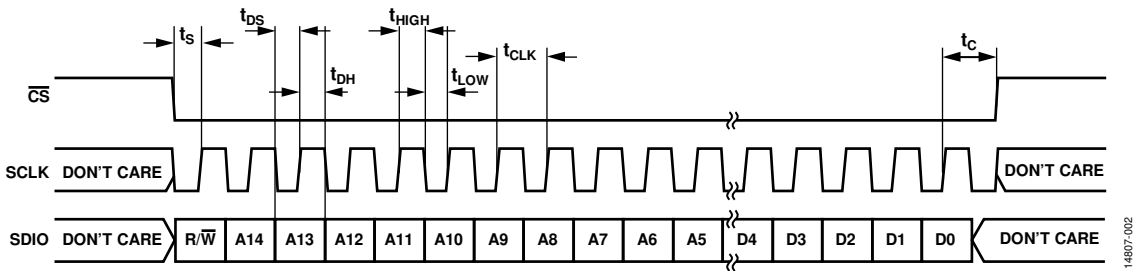 tDS tHIGH
tS tCLK tC
tDH tLOW
CS
SCLK DON'T CARE DON'T CARE
SDIO DON'T CARE R/W A14 A13 A12 A11 A10 A9 A8 A7 A6 A5 D4 D3 D2 D1 D0 DON'T CARE
14807-002